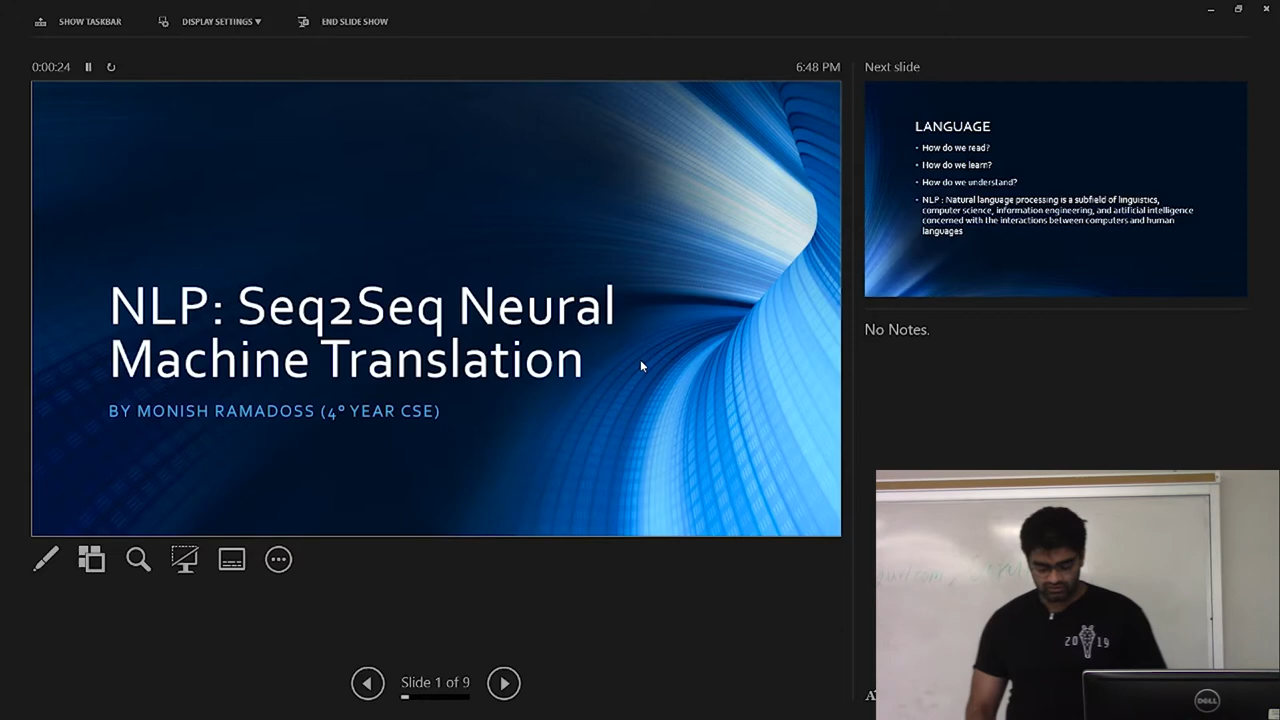 SHOW TASKBAR
DISPLAY SETTINGS ▼
END SLIDE SHOW
0:00:24
6:48 PM
NLP: Seq2Seq Neural
Machine Translation
BY MONISH RAMADOSS (4° YEAR CSE)
Slide 1 of 9
Next slide
LANGUAGE
• How do we read?
• How do we learn?
• How do we understand?
• NLP : Natural language processing is a subfield of linguistics,
computer science, information engineering, and artificial intelligence
concerned with the interactions between computers and human
languages
No Notes.
2019
DELL